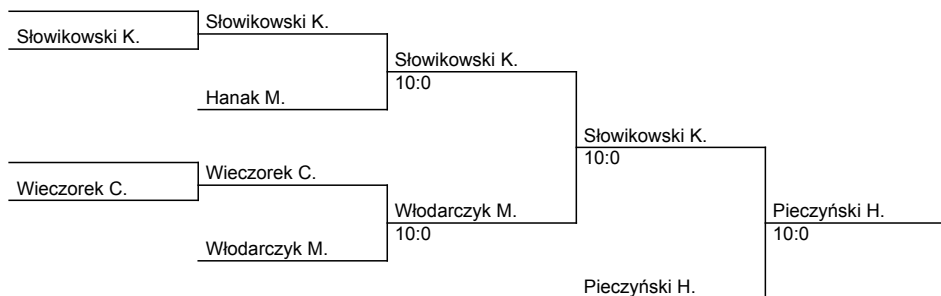 Słowikowski K.
Słowikowski K.
Słowikowski K.
10:0
Hanak M.
Słowikowski K.
10:0
Wieczorek C.
Wieczorek C.
Włodarczyk M.
10:0
Pieczyński H.
10:0
Włodarczyk M.
Pieczyński H.